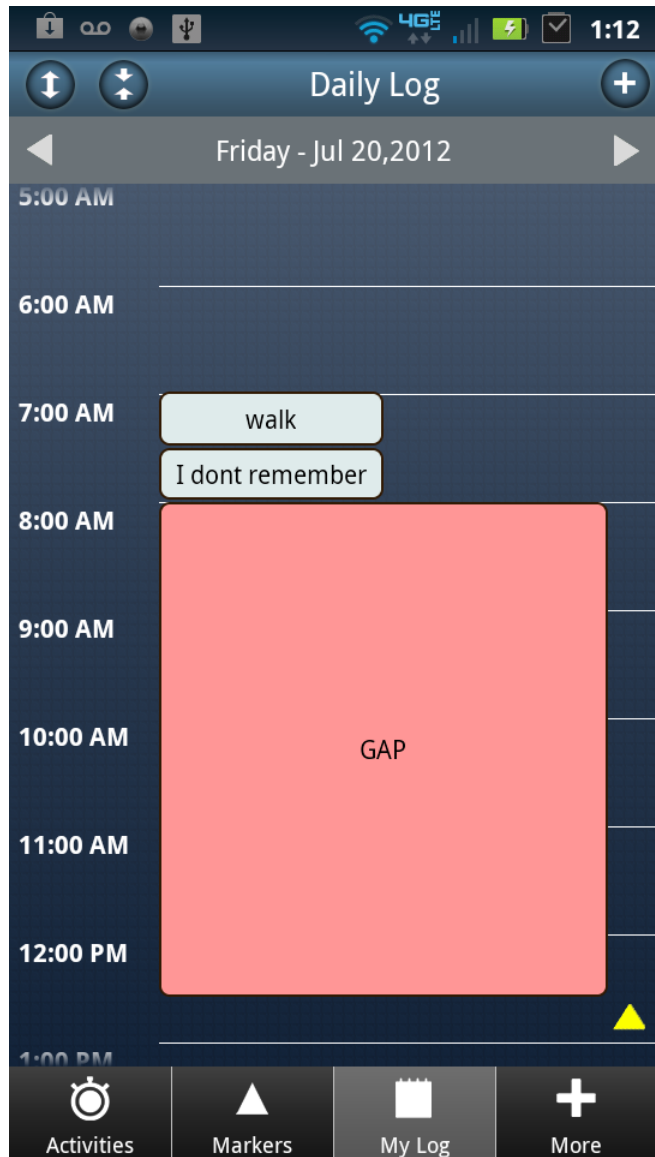 4G LTE 1:12
Daily Log
Friday - Jul 20,2012
5:00 AM
6:00 AM
7:00 AM
walk
I dont remember
8:00 AM
9:00 AM
10:00 AM
GAP
11:00 AM
12:00 PM
1:00 PM
Activities Markers My Log More